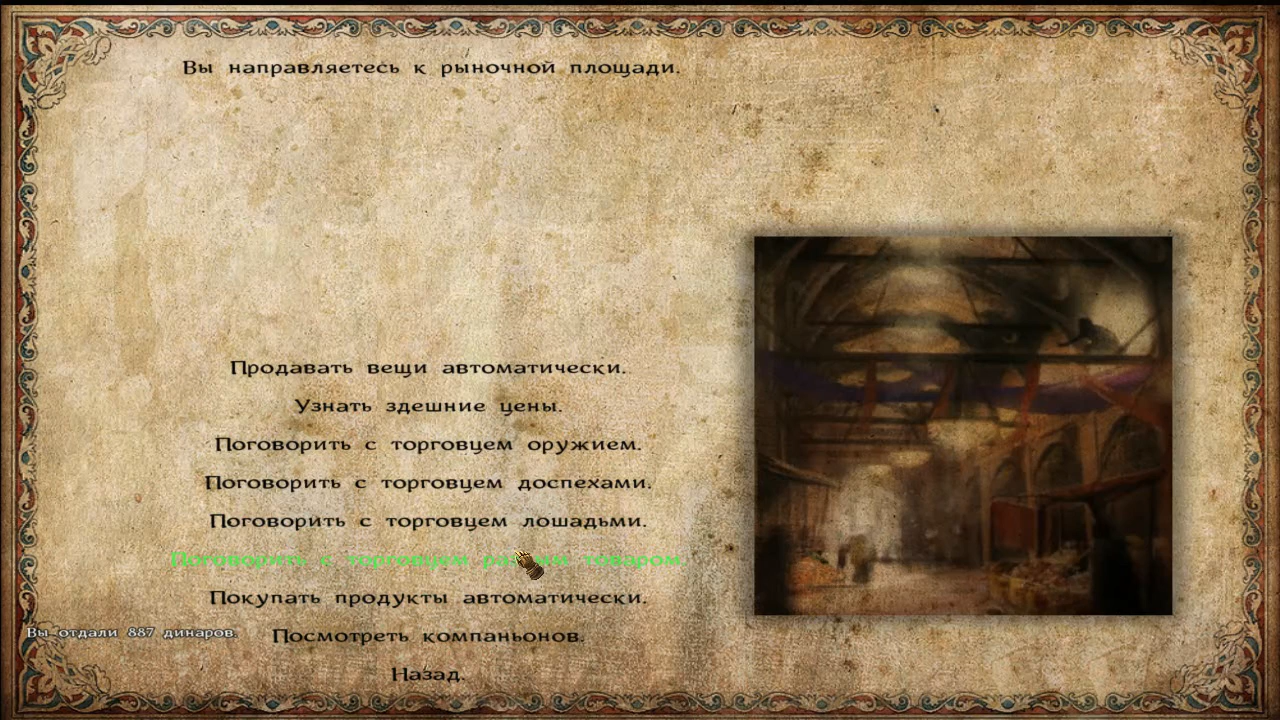 Вы направляетесь к рыночной площади.
Продавать вещи автоматически.
Узнать здешние цены.
Поговорить с торговцем оружием.
Поговорить с торговцем доспехами.
Поговорить с торговцем лошадьми.
Поговорить с торговцем товаром.
Покупать продукты автоматически.
Вы отдали 887 динаров.
Посмотреть компаньонов.
Назад.